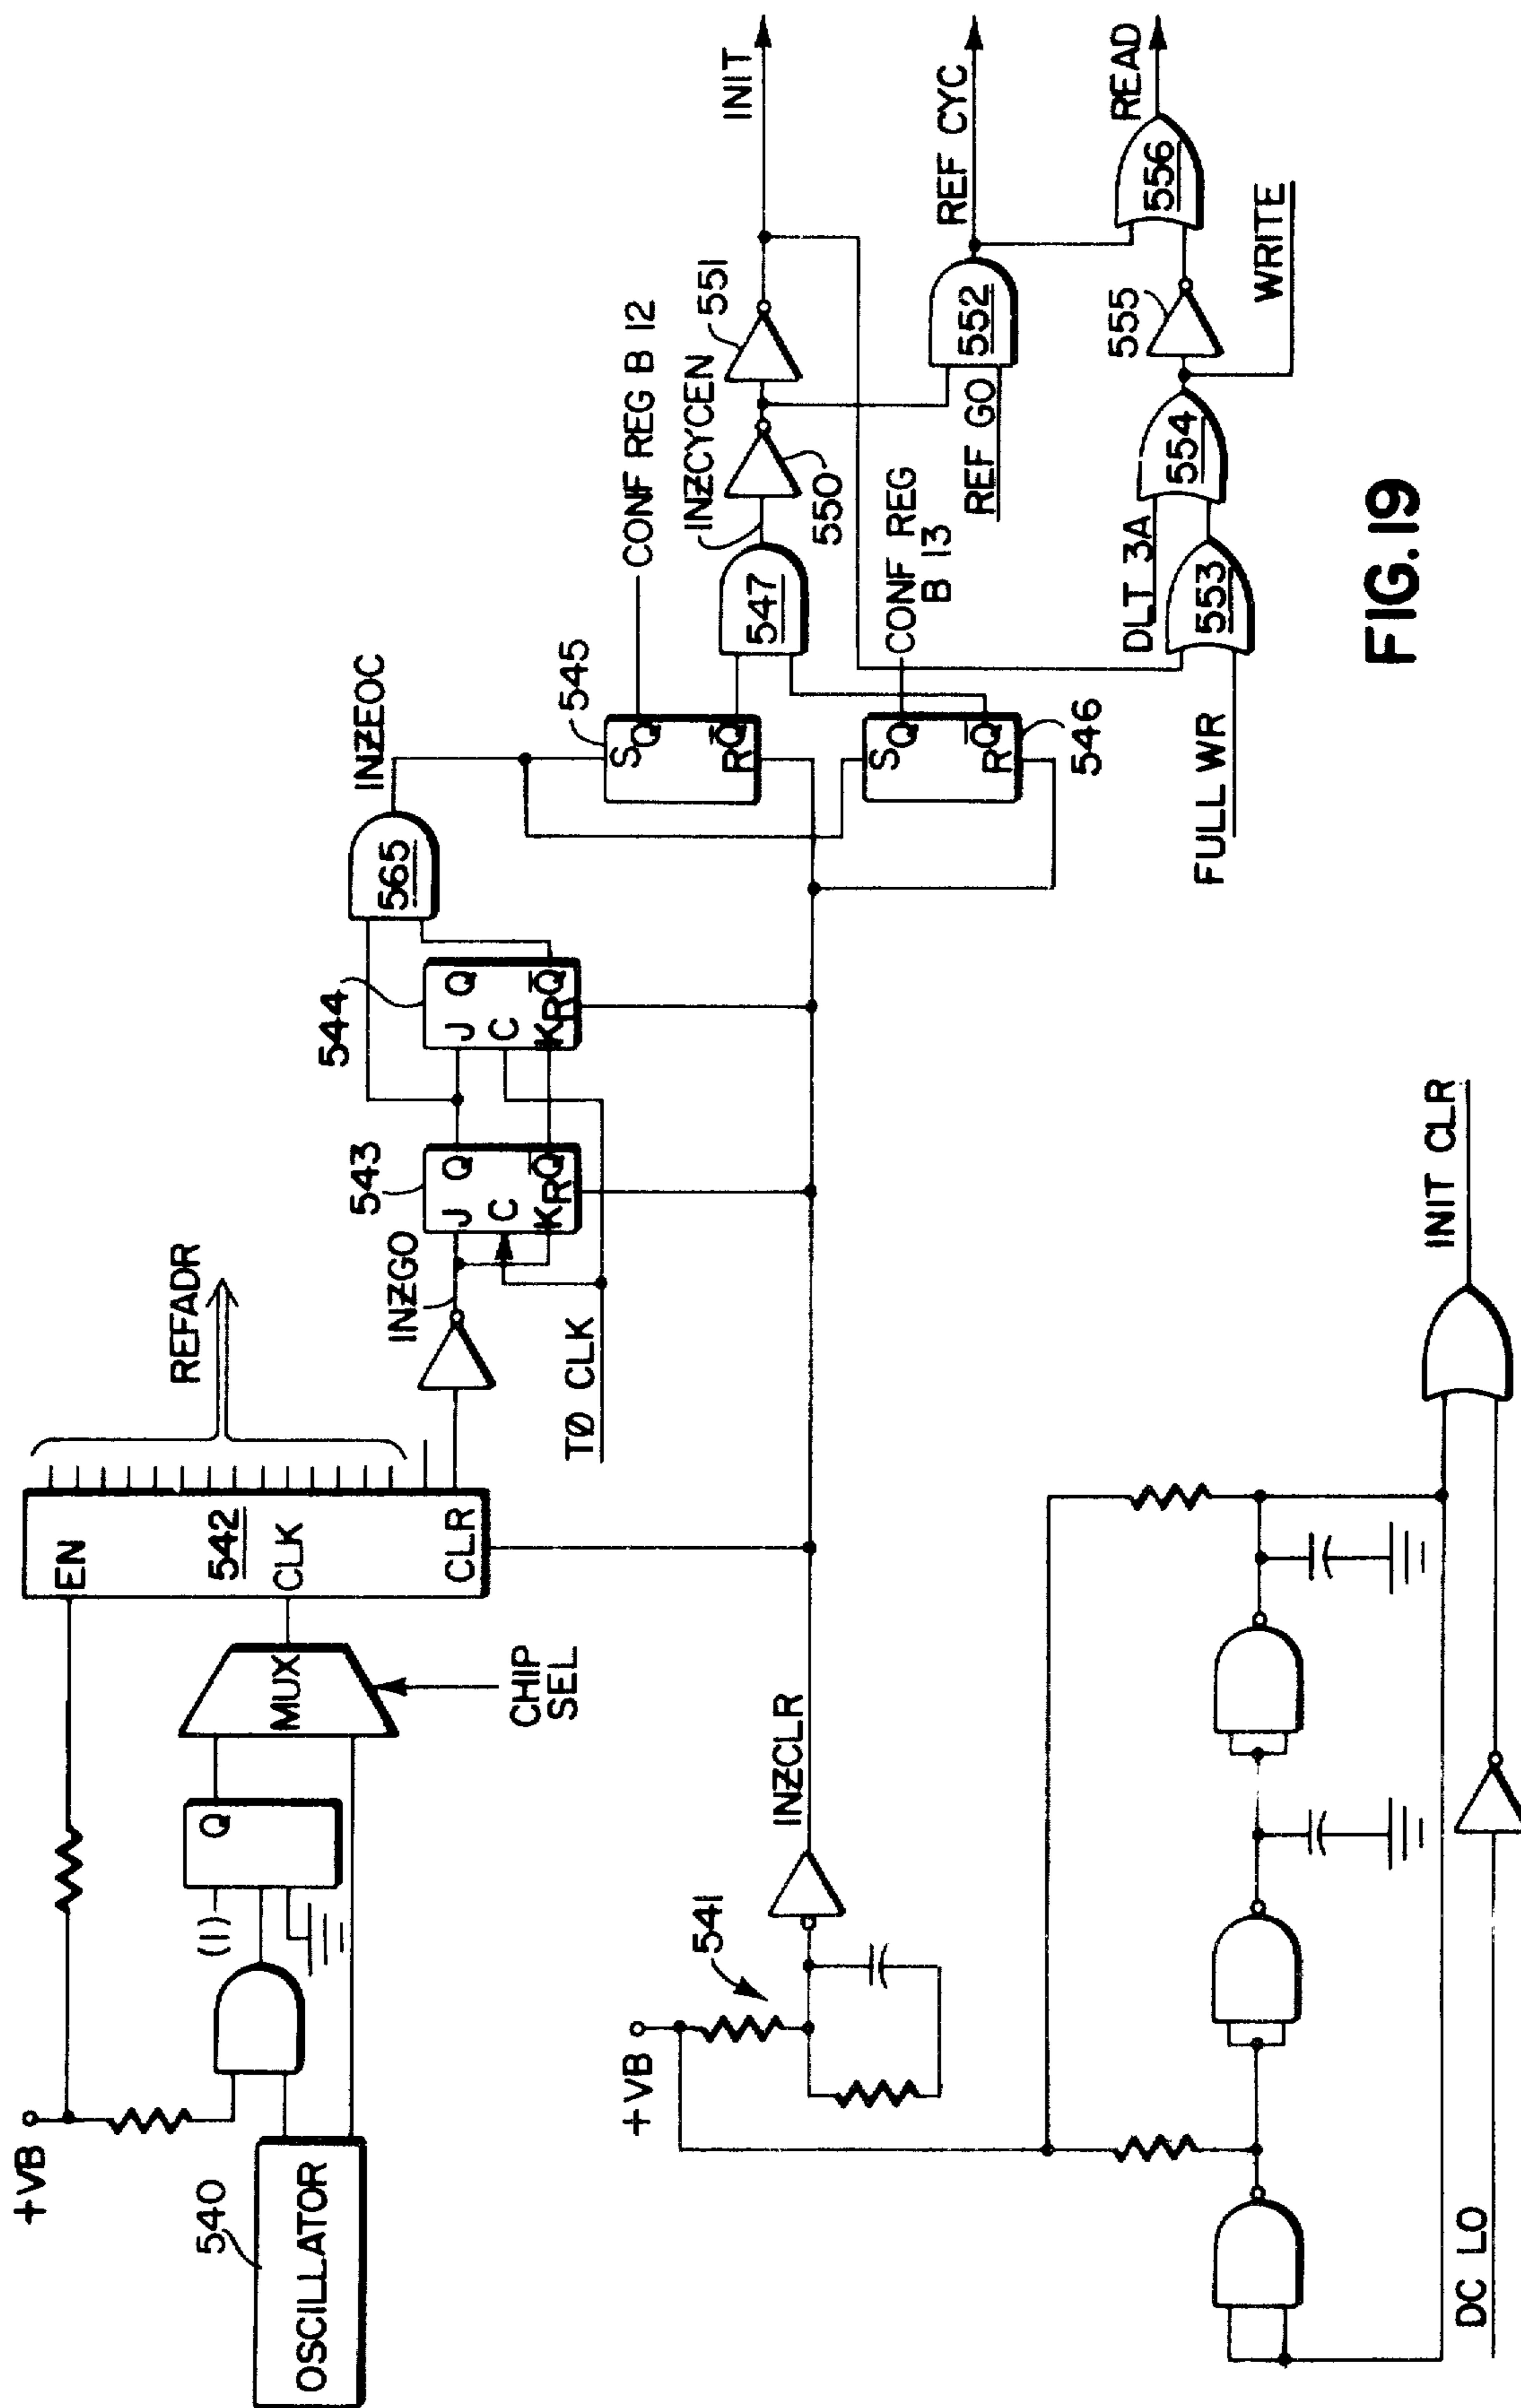 +VB
540
OSCILLATOR
(1)
Q
MUX
CHIP
SEL
EN
542
CLK
CLR
REFADR
INZGO
TØ CLK
543
J Q
C
K R Q̅
544
J Q
C
K R Q̅
565
INZEOC
545
S Q
Q̅
R
CONF REG B 12
547
INZCYCEN
550
551
INIT
+VB
541
INZCLR
S Q
Q̅
R
546
CONF REG
B 13
REF GO
552
REF CYC
DLT 3A
FULL WR
553
554
555
556
READ
WRITE
DC LO
INIT CLR
FIG. 19